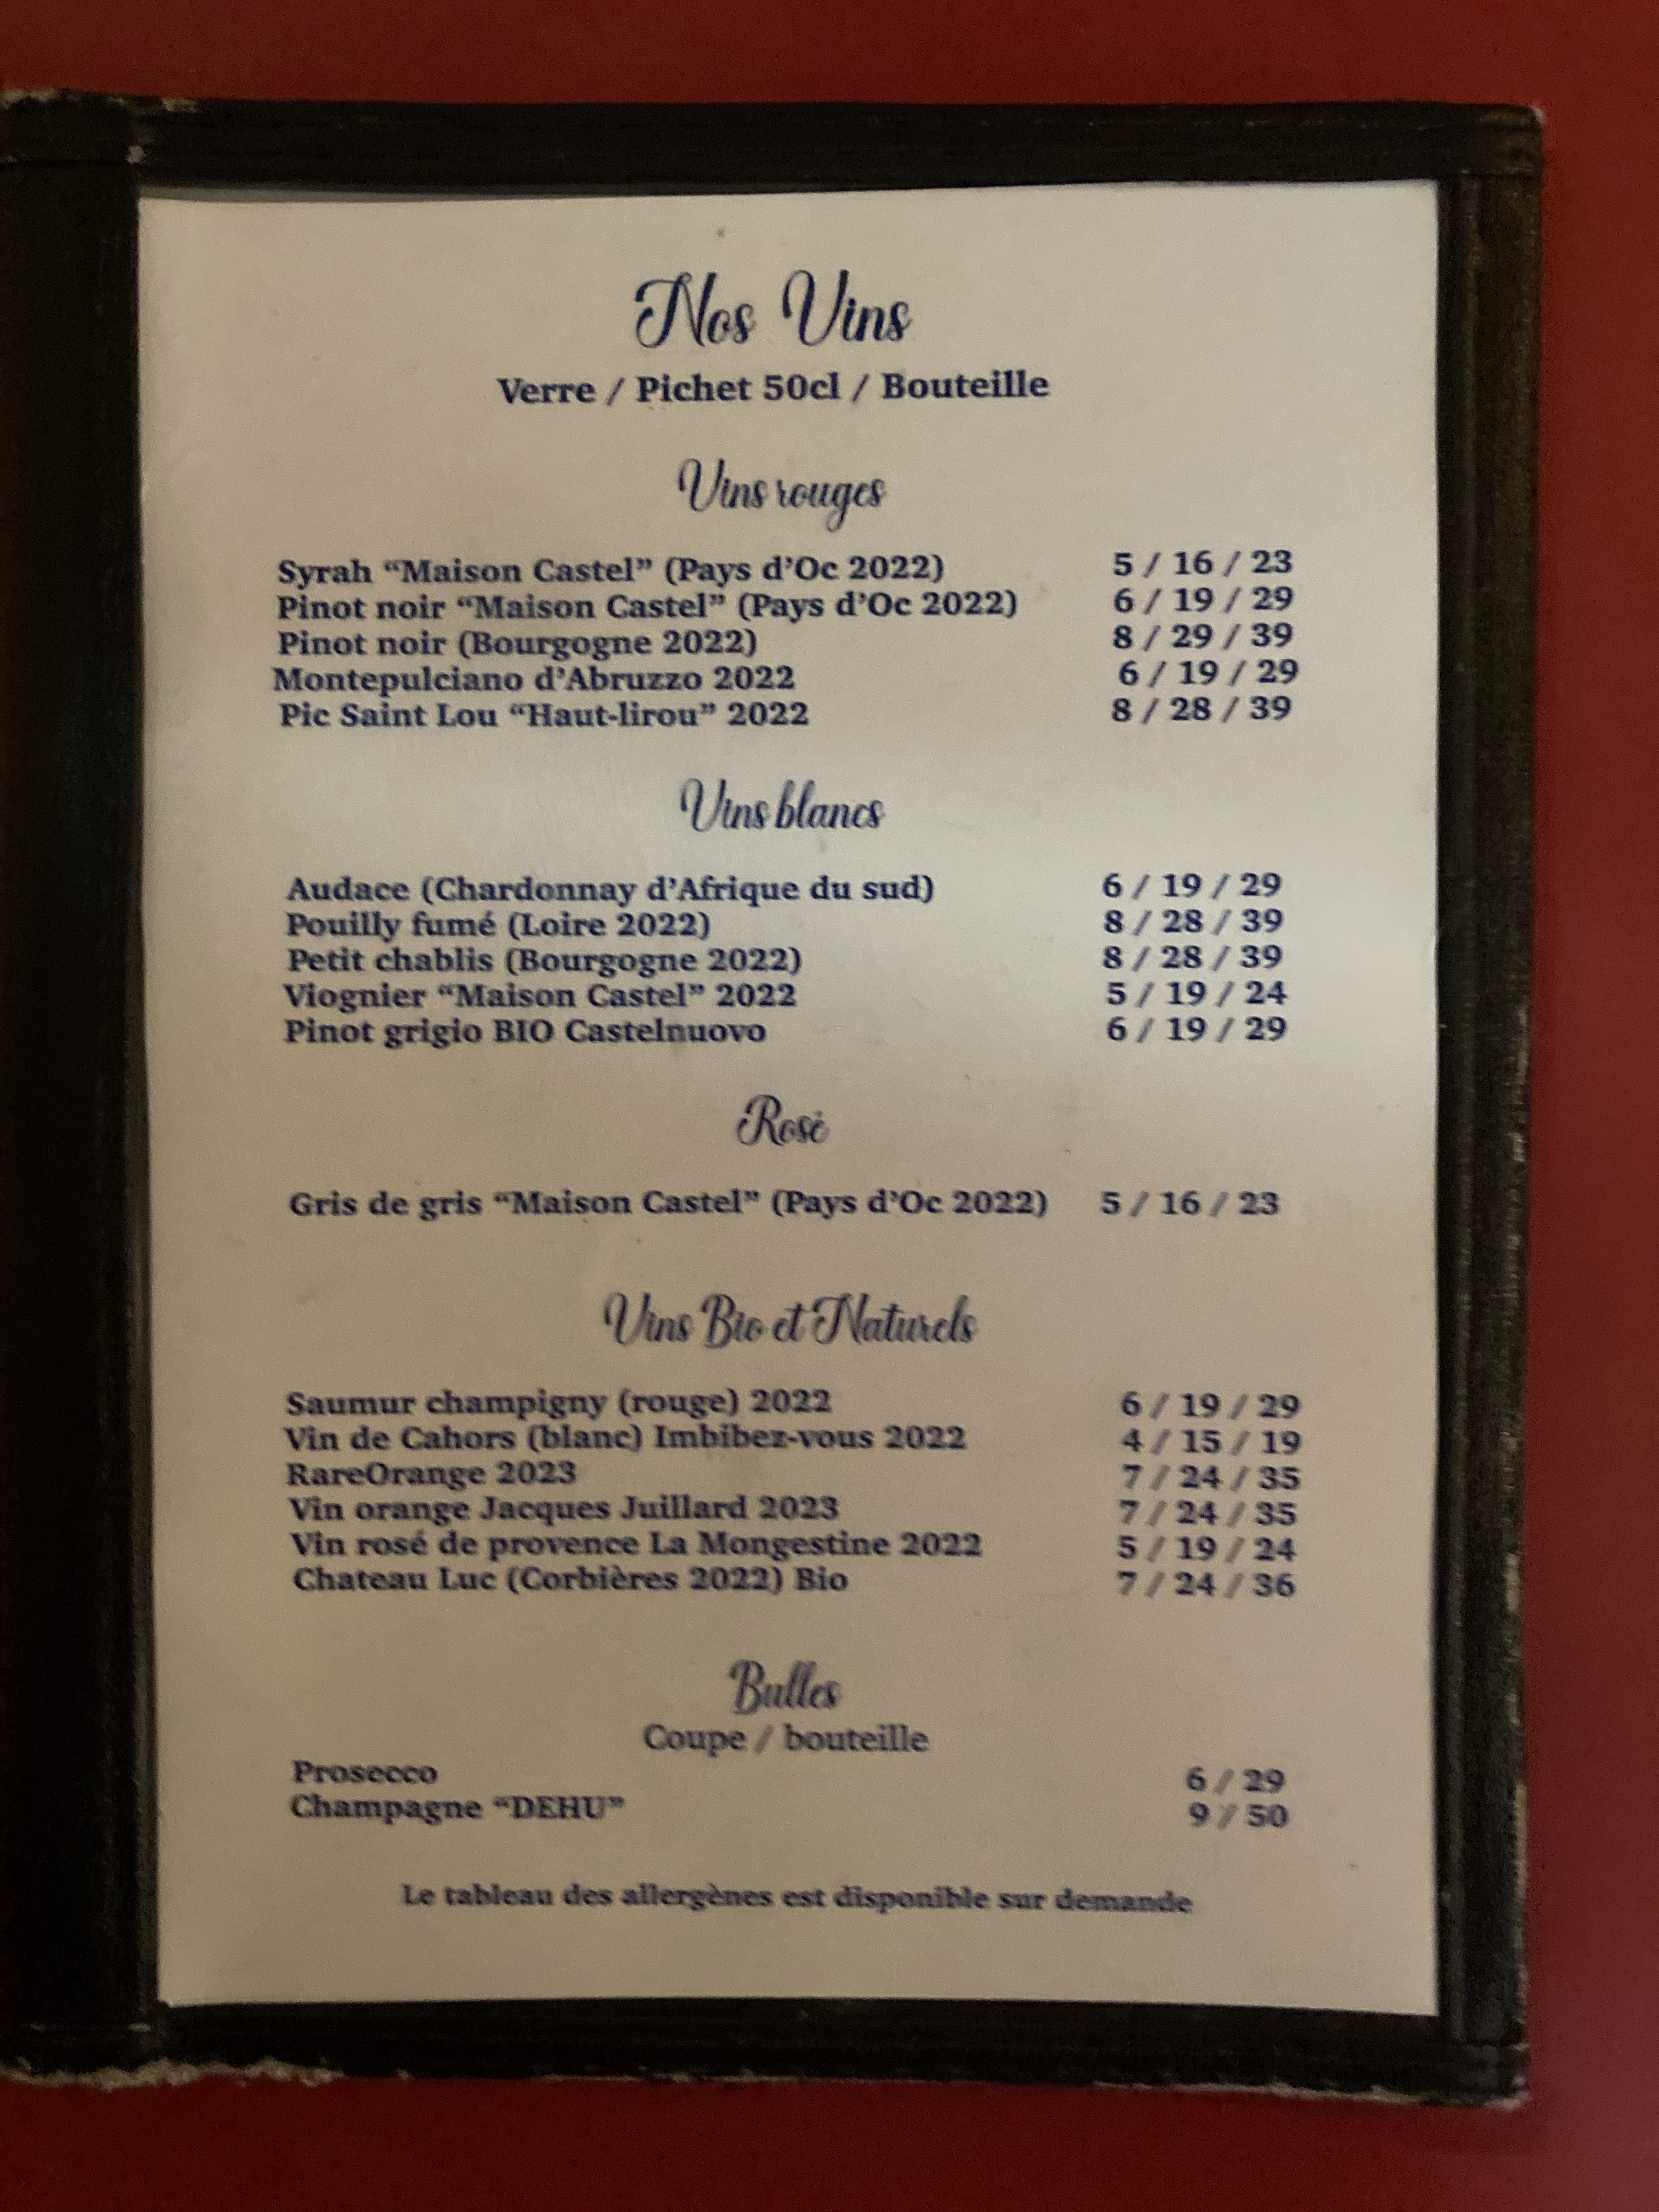 Nos Vins
Verre / Pichet 50cl / Bouteille
Vins rouges
Syrah “Maison Castel” (Pays d’Oc 2022) 5 / 16 / 23
Pinot noir “Maison Castel” (Pays d’Oc 2022) 6 / 19 / 29
Pinot noir (Bourgogne 2022) 8 / 29 / 39
Montepulciano d’Abruzzo 2022 6 / 19 / 29
Pic Saint Lou “Haut-lirou” 2022 8 / 28 / 39
Vins blancs
Audace (Chardonnay d’Afrique du sud) 6 / 19 / 29
Pouilly fumé (Loire 2022) 8 / 28 / 39
Petit chablis (Bourgogne 2022) 8 / 28 / 39
Viognier “Maison Castel” 2022 5 / 19 / 24
Pinot grigio BIO Castelnuovo 6 / 19 / 29
Rosé
Gris de gris “Maison Castel” (Pays d’Oc 2022) 5 / 16 / 23
Vins Bio et Naturels
Saumur champigny (rouge) 2022 6 / 19 / 29
Vin de Cahors (blanc) Imbibez-vous 2022 4 / 15 / 19
RareOrange 2023 7 / 24 / 35
Vin orange Jacques Juillard 2023 7 / 24 / 35
Vin rosé de provence La Mongestine 2022 5 / 19 / 24
Chateau Luc (Corbières 2022) Bio 7 / 24 / 36
Bulles
Coupe / bouteille
Prosecco 6 / 29
Champagne “DEHU” 9 / 50
Le tableau des allergènes est disponible sur demande